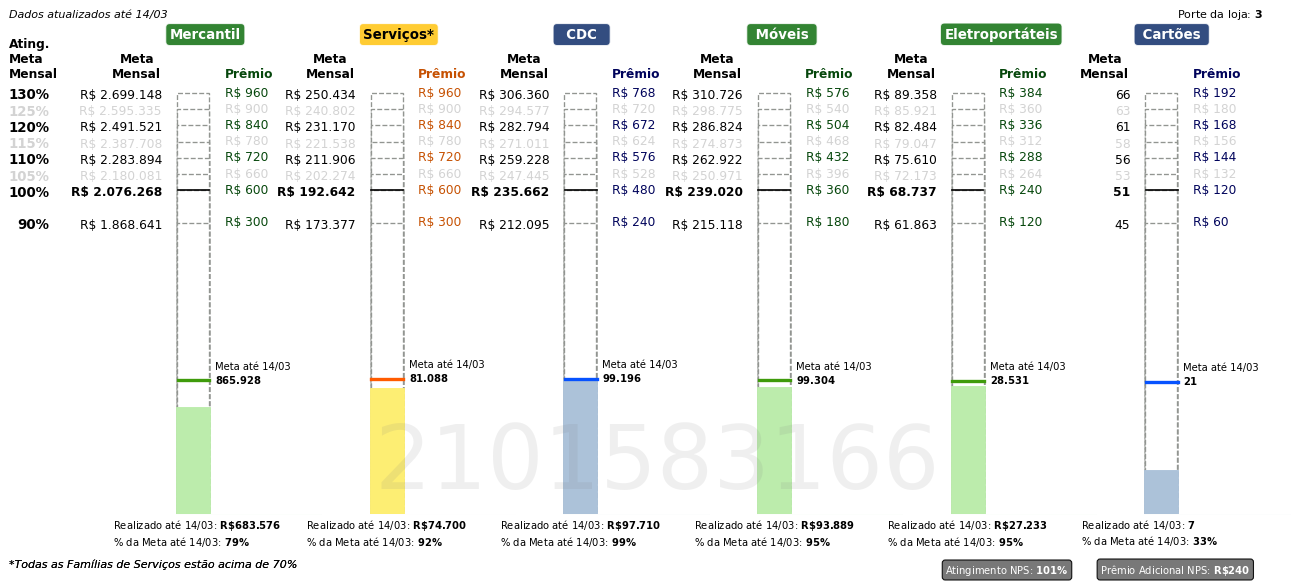 Dados atualizados até 14/03
Porte da loja: 3
Mercantil Serviços* CDC Móveis Eletroportáteis Cartões
Ating. Meta Mensal
Meta Mensal Prêmio Meta Mensal Prêmio Meta Mensal Prêmio Meta Mensal Prêmio Meta Mensal Prêmio Meta Mensal Prêmio
130% R$ 2.699.148 R$ 960 R$ 250.434 R$ 960 R$ 306.360 R$ 768 R$ 310.726 R$ 576 R$ 89.358 R$ 384 66 R$ 192
125% R$ 2.595.335 R$ 900 R$ 240.802 R$ 900 R$ 294.577 R$ 720 R$ 298.775 R$ 540 R$ 85.921 R$ 360 63 R$ 180
120% R$ 2.491.521 R$ 840 R$ 231.170 R$ 840 R$ 282.794 R$ 672 R$ 286.824 R$ 504 R$ 82.484 R$ 336 61 R$ 168
115% R$ 2.387.708 R$ 780 R$ 221.538 R$ 780 R$ 271.011 R$ 624 R$ 274.873 R$ 468 R$ 79.047 R$ 312 58 R$ 156
110% R$ 2.283.894 R$ 720 R$ 211.906 R$ 720 R$ 259.228 R$ 576 R$ 262.922 R$ 432 R$ 75.610 R$ 288 56 R$ 144
105% R$ 2.180.081 R$ 660 R$ 202.274 R$ 660 R$ 247.445 R$ 528 R$ 250.971 R$ 396 R$ 72.173 R$ 264 53 R$ 132
100% R$ 2.076.268 R$ 600 R$ 192.642 R$ 600 R$ 235.662 R$ 480 R$ 239.020 R$ 360 R$ 68.737 R$ 240 51 R$ 120
90% R$ 1.868.641 R$ 300 R$ 173.377 R$ 300 R$ 212.095 R$ 240 R$ 215.118 R$ 180 R$ 61.863 R$ 120 45 R$ 60
Meta até 14/03 Meta até 14/03 Meta até 14/03 Meta até 14/03 Meta até 14/03 Meta até 14/03
865.928 81.088 99.196 99.304 28.531 21
2101583166
Realizado até 14/03: R$683.576 Realizado até 14/03: R$74.700 Realizado até 14/03: R$97.710 Realizado até 14/03: R$93.889 Realizado até 14/03: R$27.233 Realizado até 14/03: 7
% da Meta até 14/03: 79% % da Meta até 14/03: 92% % da Meta até 14/03: 99% % da Meta até 14/03: 95% % da Meta até 14/03: 95% % da Meta até 14/03: 33%
*Todas as Famílias de Serviços estão acima de 70%
Atingimento NPS: 101% Prêmio Adicional NPS: R$240